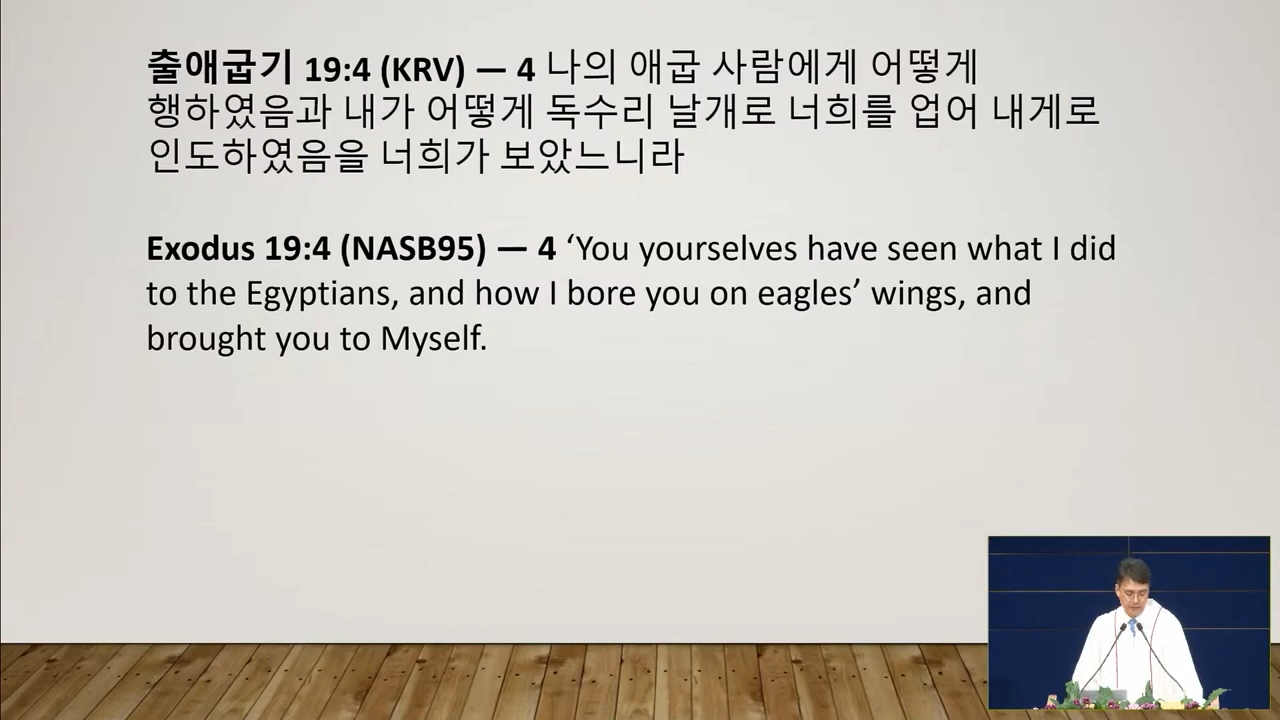 출애굽기 19:4 (KRV) — 4 나의 애굽 사람에게 어떻게
행하였음과 내가 어떻게 독수리 날개로 너희를 업어 내게로
인도하였음을 너희가 보았느니라
Exodus 19:4 (NASB95) — 4 ‘You yourselves have seen what I did
to the Egyptians, and how I bore you on eagles’ wings, and
brought you to Myself.